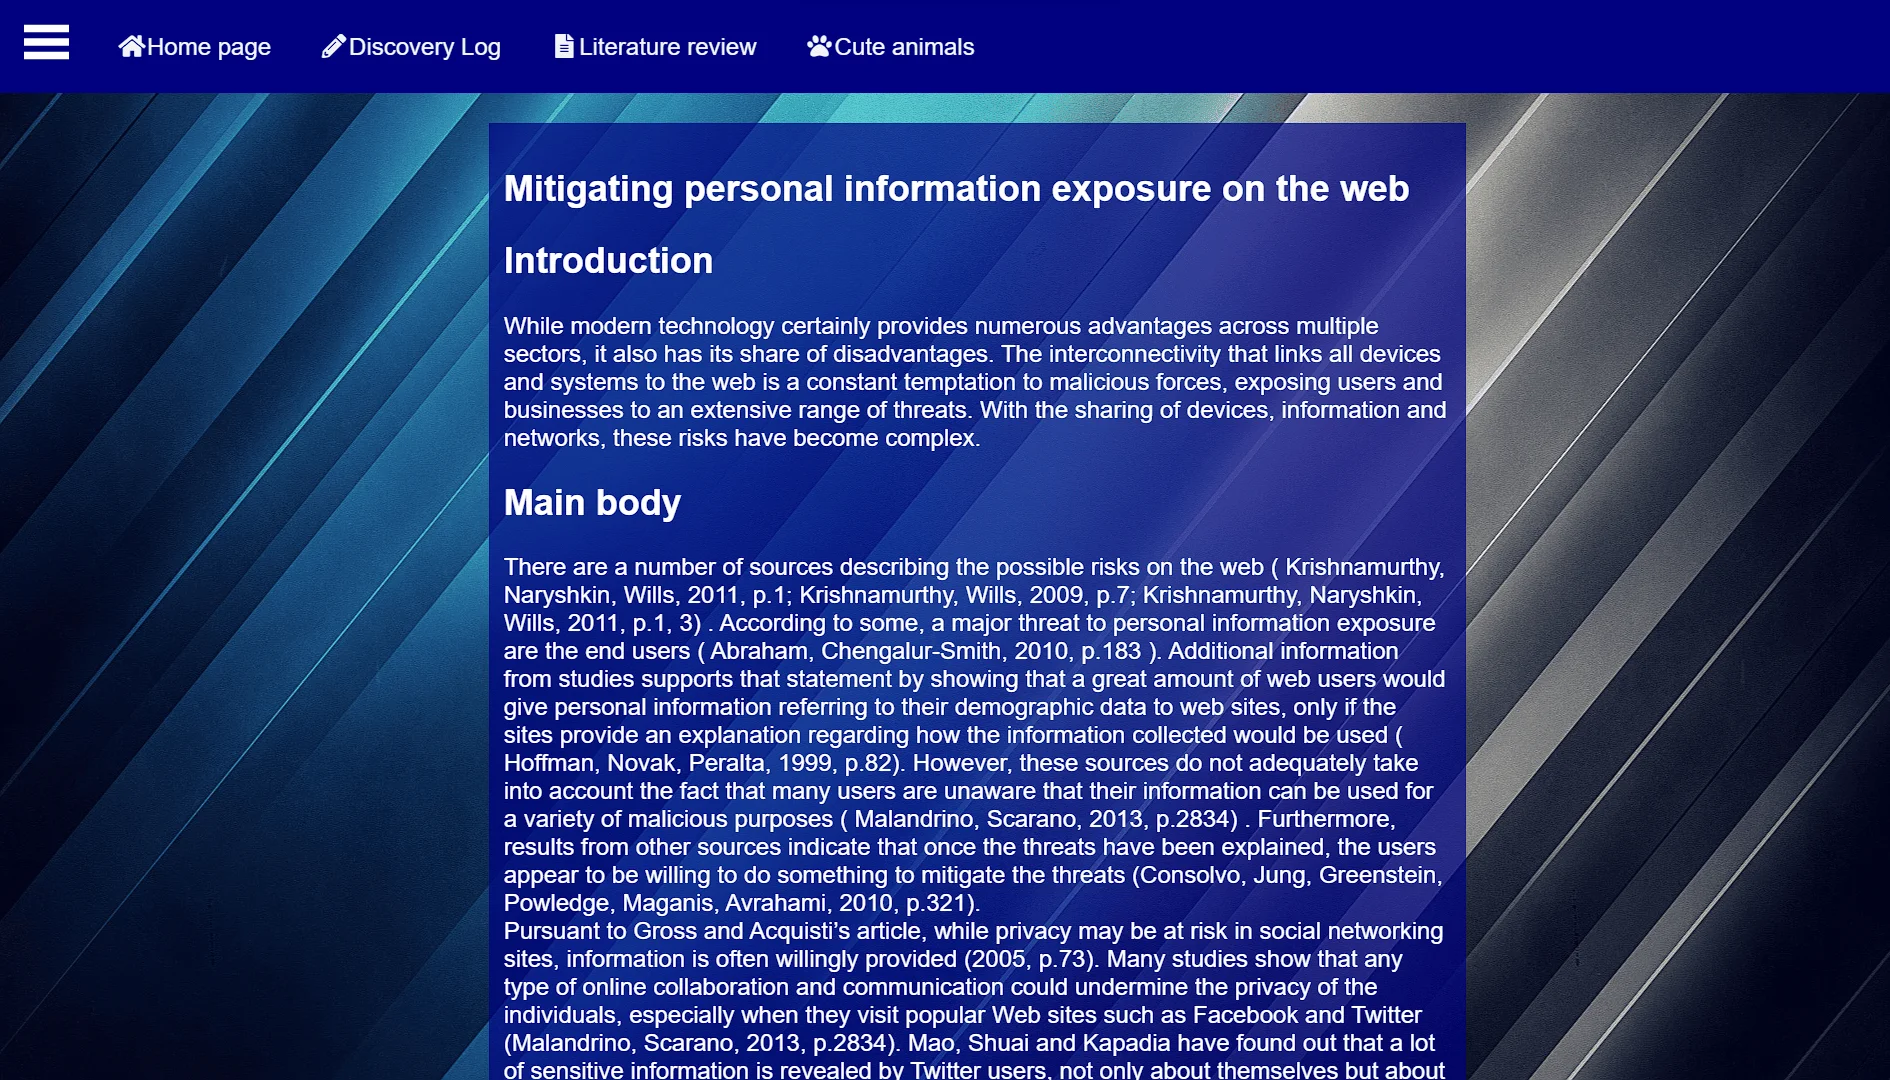 Home page
Discovery Log
Literature review
Cute animals
Mitigating personal information exposure on the web
Introduction
While modern technology certainly provides numerous advantages across multiple
sectors, it also has its share of disadvantages. The interconnectivity that links all devices
and systems to the web is a constant temptation to malicious forces, exposing users and
businesses to an extensive range of threats. With the sharing of devices, information and
networks, these risks have become complex.
Main body
There are a number of sources describing the possible risks on the web ( Krishnamurthy,
Naryshkin, Wills, 2011, p.1; Krishnamurthy, Wills, 2009, p.7; Krishnamurthy, Naryshkin,
Wills, 2011, p.1, 3) . According to some, a major threat to personal information exposure
are the end users ( Abraham, Chengalur-Smith, 2010, p.183 ). Additional information
from studies supports that statement by showing that a great amount of web users would
give personal information referring to their demographic data to web sites, only if the
sites provide an explanation regarding how the information collected would be used (
Hoffman, Novak, Peralta, 1999, p.82). However, these sources do not adequately take
into account the fact that many users are unaware that their information can be used for
a variety of malicious purposes ( Malandrino, Scarano, 2013, p.2834) . Furthermore,
results from other sources indicate that once the threats have been explained, the users
appear to be willing to do something to mitigate the threats (Consolvo, Jung, Greenstein,
Powledge, Maganis, Avrahami, 2010, p.321).
Pursuant to Gross and Acquisti’s article, while privacy may be at risk in social networking
sites, information is often willingly provided (2005, p.73). Many studies show that any
type of online collaboration and communication could undermine the privacy of the
individuals, especially when they visit popular Web sites such as Facebook and Twitter
(Malandrino, Scarano, 2013, p.2834). Mao, Shuai and Kapadia have found out that a lot
of sensitive information is revealed by Twitter users, not only about themselves but about